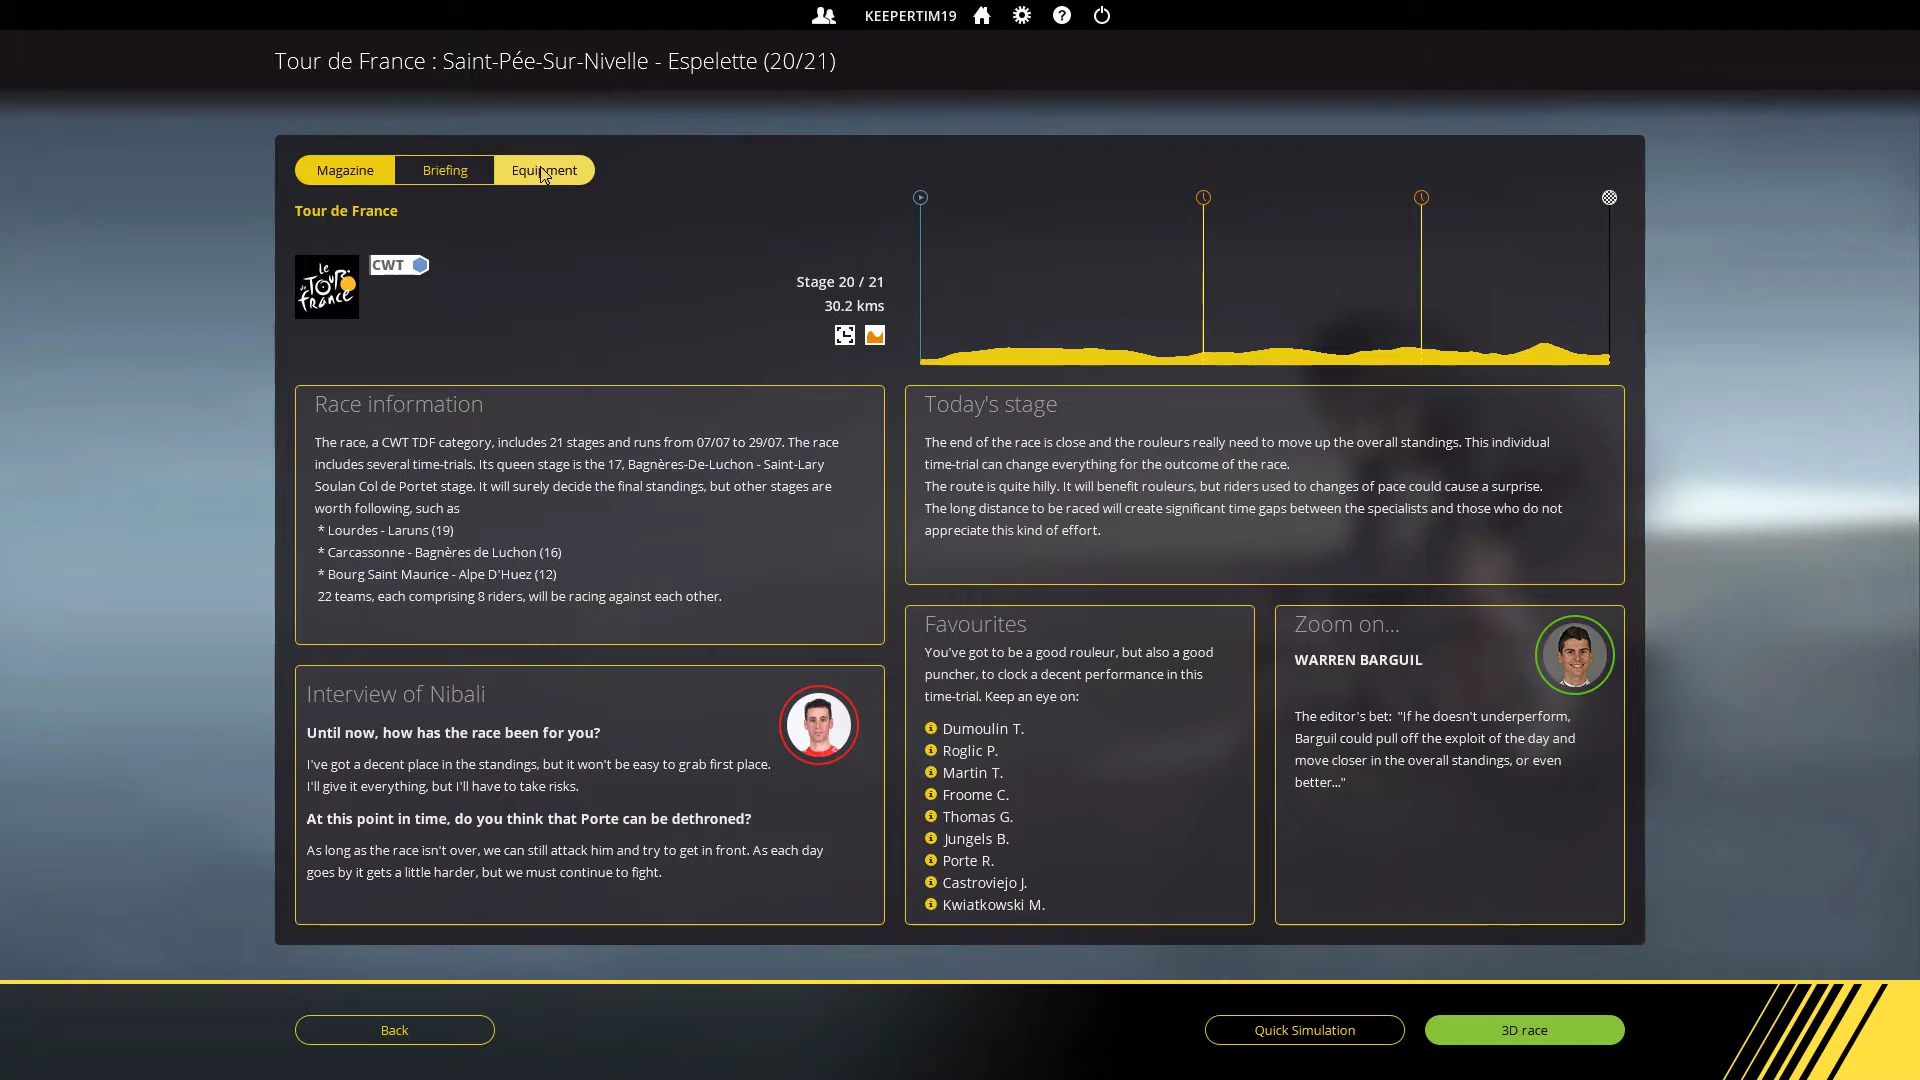 KEEPERTIM19
Tour de France : Saint-Pée-Sur-Nivelle - Espelette (20/21)
Magazine
Briefing
Equipment
Tour de France
le Tour de france
CWT
Stage 20 / 21
30.2 kms
Race information
The race, a CWT TDF category, includes 21 stages and runs from 07/07 to 29/07. The race
includes several time-trials. Its queen stage is the 17, Bagnères-De-Luchon - Saint-Lary
Soulan Col de Portet stage. It will surely decide the final standings, but other stages are
worth following, such as
* Lourdes - Laruns (19)
* Carcassonne - Bagnères de Luchon (16)
* Bourg Saint Maurice - Alpe D'Huez (12)
22 teams, each comprising 8 riders, will be racing against each other.
Today's stage
The end of the race is close and the rouleurs really need to move up the overall standings. This individual
time-trial can change everything for the outcome of the race.
The route is quite hilly. It will benefit rouleurs, but riders used to changes of pace could cause a surprise.
The long distance to be raced will create significant time gaps between the specialists and those who do not
appreciate this kind of effort.
Interview of Nibali
Until now, how has the race been for you?
I've got a decent place in the standings, but it won't be easy to grab first place.
I'll give it everything, but I'll have to take risks.
At this point in time, do you think that Porte can be dethroned?
As long as the race isn't over, we can still attack him and try to get in front. As each day
goes by it gets a little harder, but we must continue to fight.
Favourites
You've got to be a good rouleur, but also a good
puncher, to clock a decent performance in this
time-trial. Keep an eye on:
Dumoulin T.
Roglic P.
Martin T.
Froome C.
Thomas G.
Jungels B.
Porte R.
Castroviejo J.
Kwiatkowski M.
Zoom on...
WARREN BARGUIL
The editor's bet: "If he doesn't underperform,
Barguil could pull off the exploit of the day and
move closer in the overall standings, or even
better..."
Back
Quick Simulation
3D race